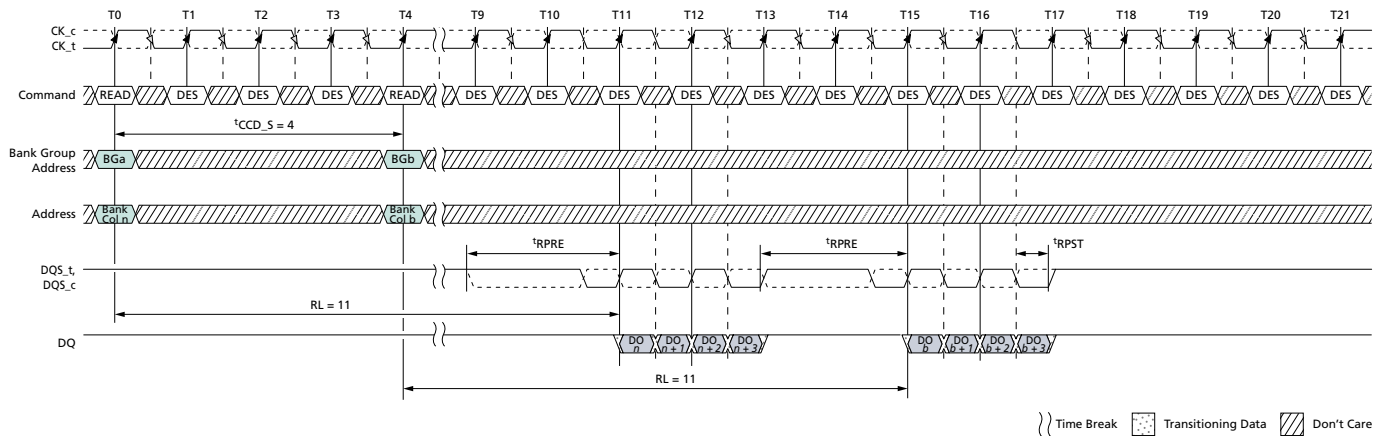 T0 T1 T2 T3 T4 T9 T10 T11 T12 T13 T14 T15 T16 T17 T18 T19 T20 T21
CK_c
CK_t
Command READ DES DES DES READ DES DES DES DES DES DES DES DES DES DES DES DES DES
tCCD_S = 4
Bank Group
Address
BGa BGb
Address
Bank
Col n
Bank
Col b
tRPRE tRPRE tRPST
DQS_t,
DQS_c
RL = 11
DQ
DO
n
DO
n + 1
DO
n + 2
DO
n + 3
DO
b
DO
b + 1
DO
b + 2
DO
b + 3
RL = 11
Time Break Transitioning Data Don't Care